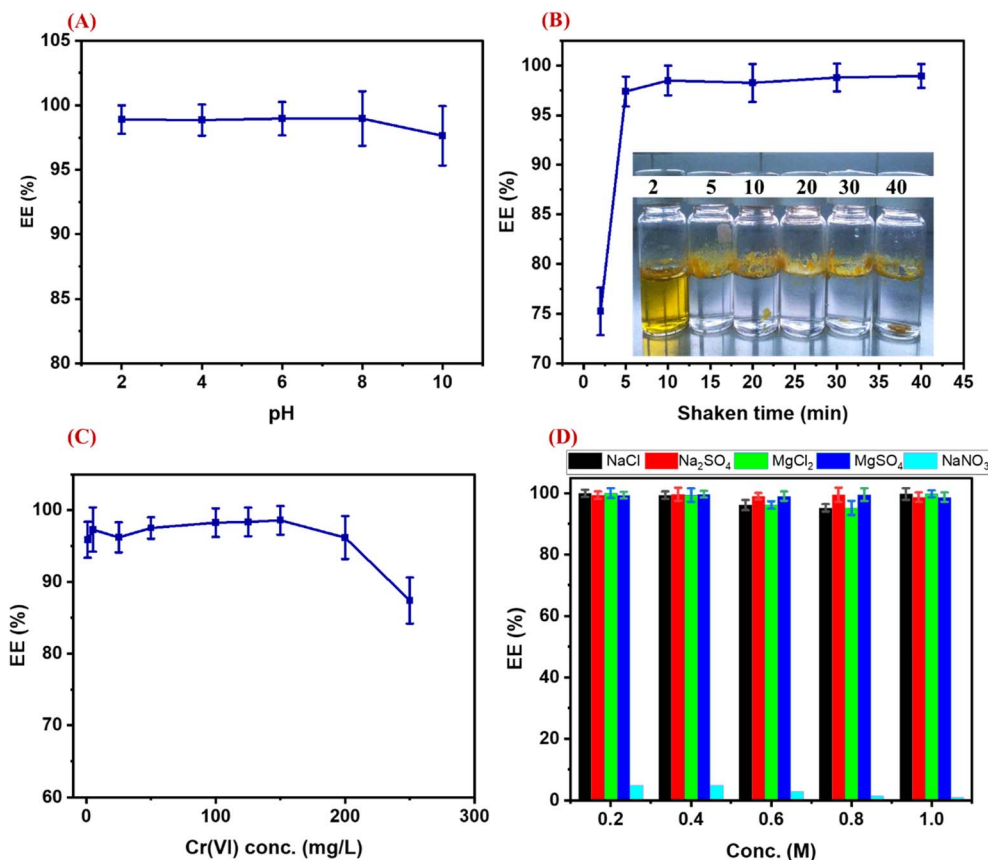 (A)
105
100
95
90
85
80
EE (%)
2 4 6 8 10
pH
(B)
100
95
90
85
80
75
70
EE (%)
2 5 10 20 30 40
0 5 10 15 20 25 30 35 40 45
Shaken time (min)
(C)
100
90
80
70
60
EE (%)
0 100 200 300
Cr(VI) conc. (mg/L)
(D)
NaCl Na₂SO₄ MgCl₂ MgSO₄ NaNO₃
100
80
60
40
20
0
EE (%)
0.2 0.4 0.6 0.8 1.0
Conc. (M)